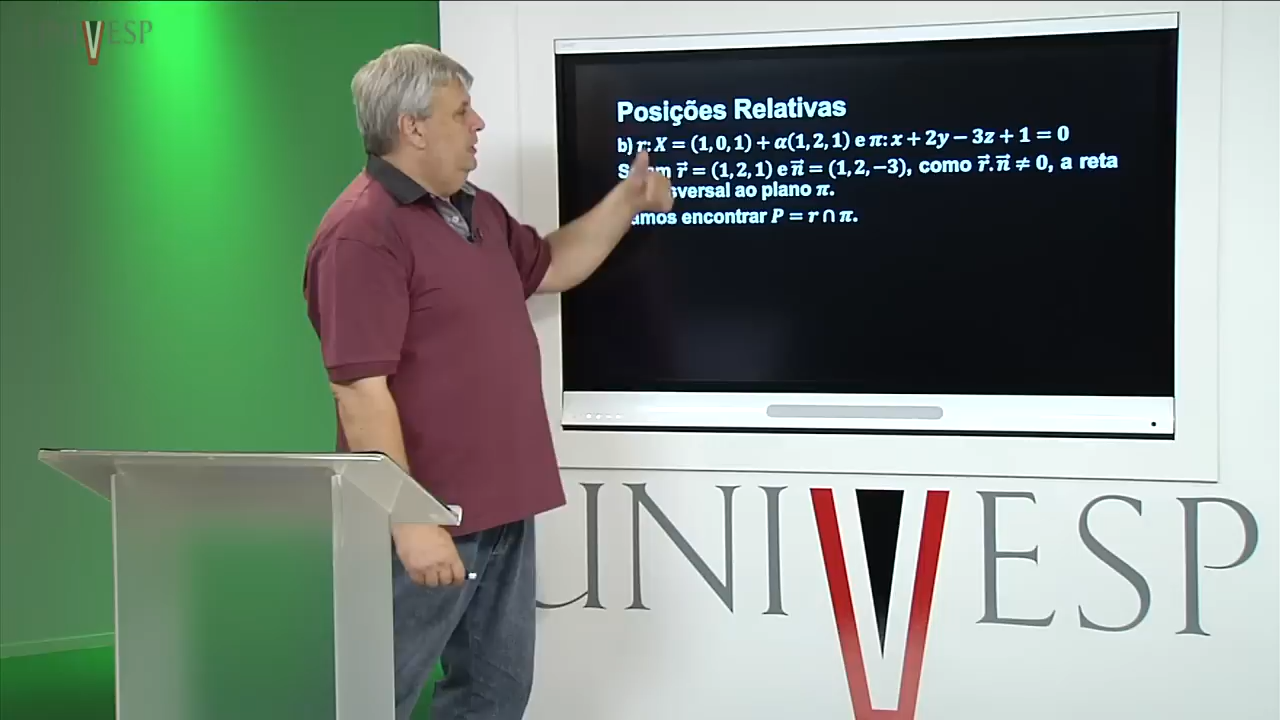 UNIVESP
Posições Relativas
b) r: X = (1, 0, 1) + α(1, 2, 1) e π: x + 2y − 3z + 1 = 0
r⃗ = (1, 2, 1) e n⃗ = (1, 2, −3), como r⃗. n⃗ ≠ 0, a reta
sversal ao plano π.
amos encontrar P = r ∩ π.
UNIVESP